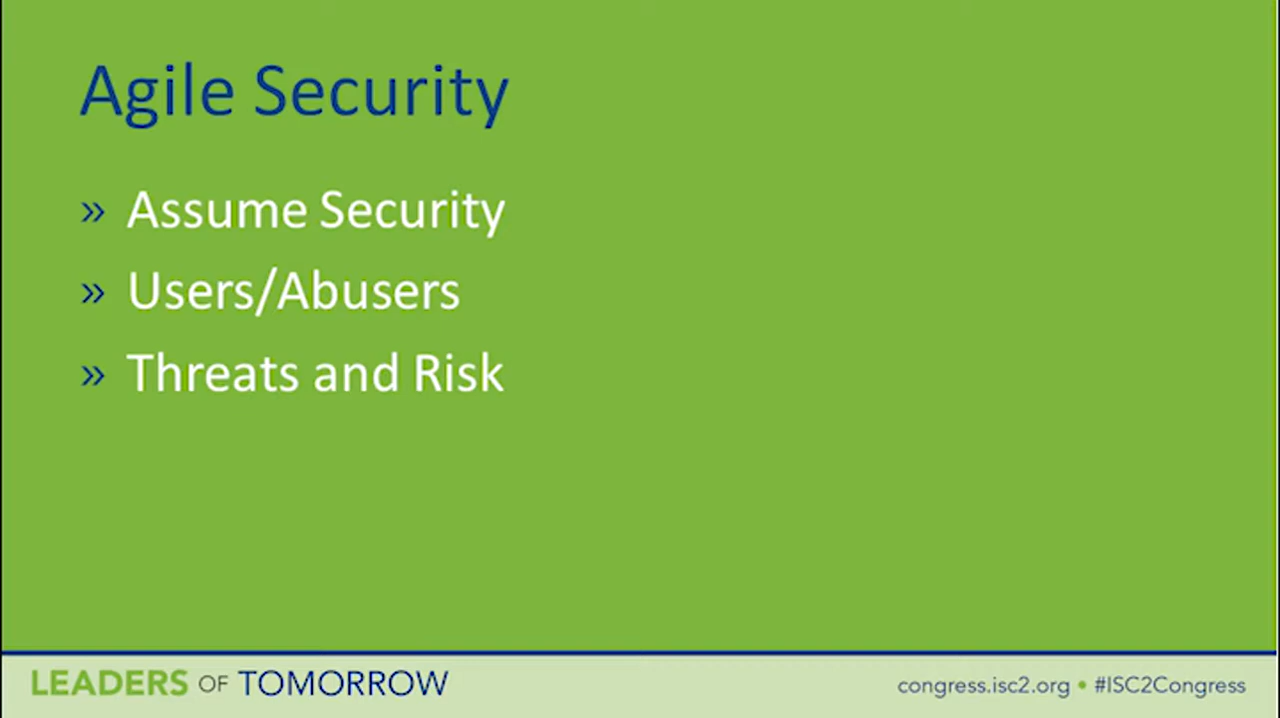 Agile Security
» Assume Security
» Users/Abusers
» Threats and Risk
LEADERS OF TOMORROW
congress.isc2.org • #ISC2Congress